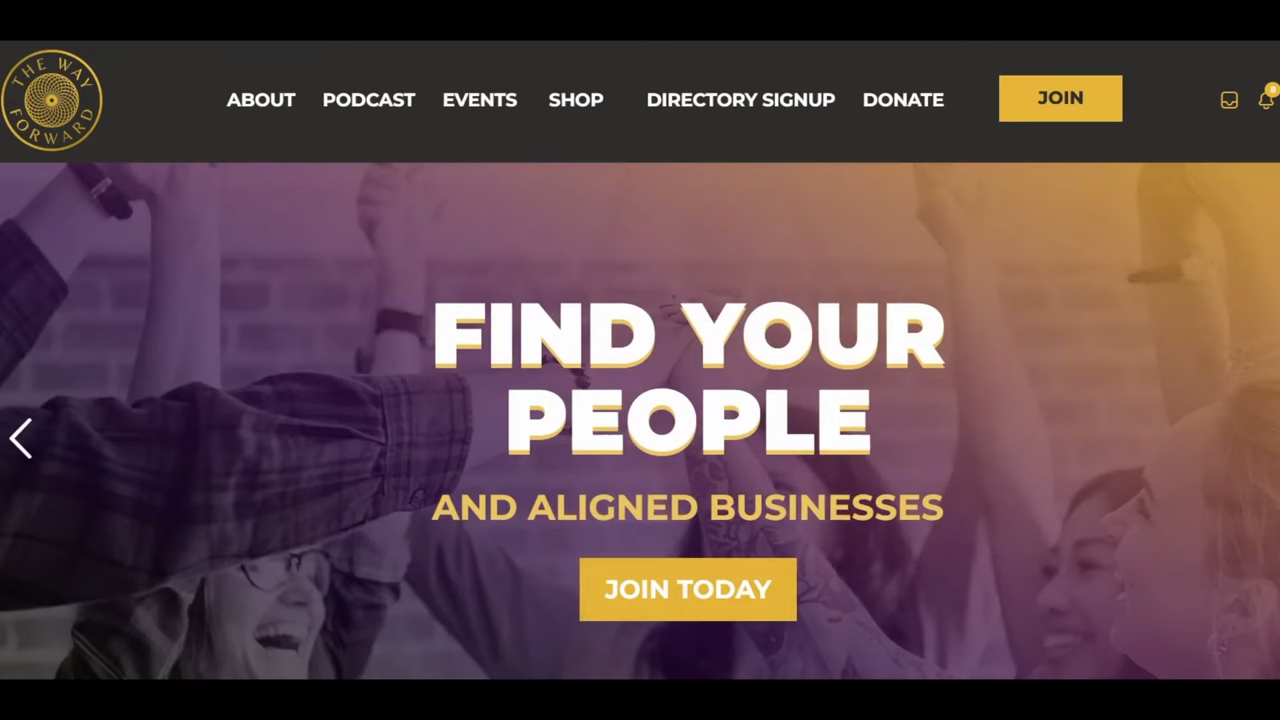 THE WAY
FORWARD
ABOUT
PODCAST
EVENTS
SHOP
DIRECTORY SIGNUP
DONATE
JOIN
8
FIND YOUR
PEOPLE
AND ALIGNED BUSINESSES
JOIN TODAY